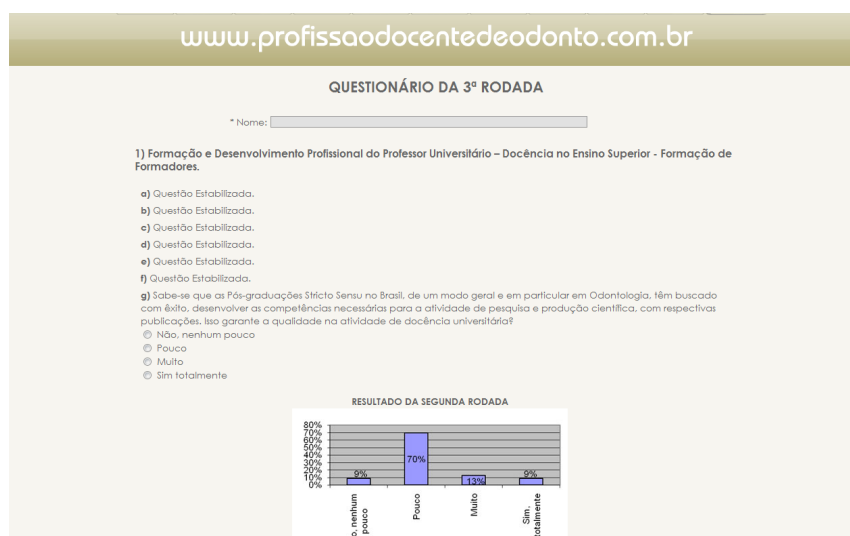 www.profissaodocentedeodonto.com.br
QUESTIONÁRIO DA 3ª RODADA
* Nome:
1) Formação e Desenvolvimento Profissional do Professor Universitário – Docência no Ensino Superior - Formação de
Formadores.
a) Questão Estabilizada.
b) Questão Estabilizada.
c) Questão Estabilizada.
d) Questão Estabilizada.
e) Questão Estabilizada.
f) Questão Estabilizada.
g) Sabe-se que as Pós-graduações Stricto Sensu no Brasil, de um modo geral e em particular em Odontologia, têm buscado
com êxito, desenvolver as competências necessárias para a atividade de pesquisa e produção científica, com respectivas
publicações. Isso garante a qualidade na atividade de docência universitária?
Não, nenhum pouco
Pouco
Muito
Sim totalmente
RESULTADO DA SEGUNDA RODADA
80%
70%
60%
50%
40%
30%
20%
10%
0%
9%
70%
13%
9%
nenhum
pouco
Pouco
Muito
Sim,
totalmente